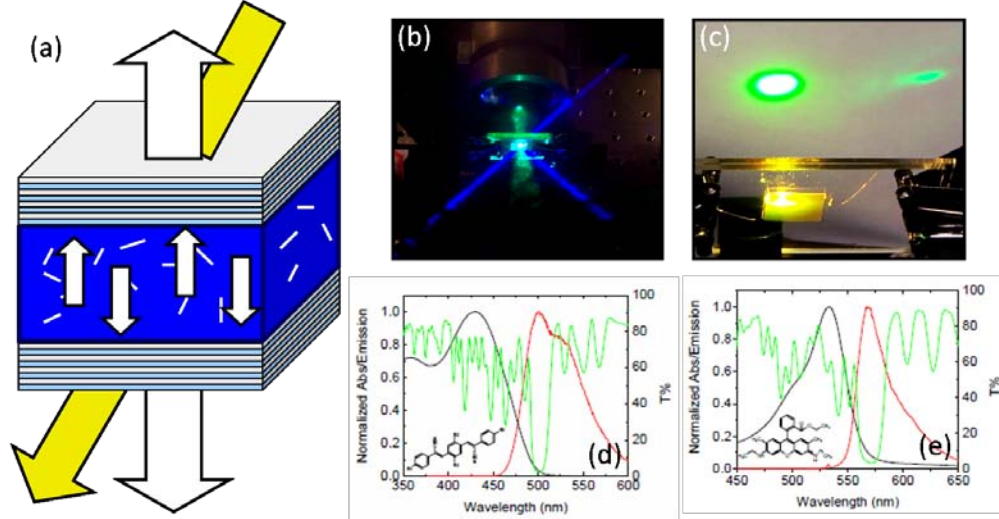 (a)
(b)
(c)
Normalized Abs/Emission
1.0
0.8
0.6
0.4
0.2
0.0
350 400 450 500 550 600
Wavelength (nm)
100
80
60
40
20
0
T%
(d)
Normalized Abs/Emission
1.0
0.8
0.6
0.4
0.2
0.0
450 500 550 600 650
Wavelength (nm)
100
80
60
40
20
0
T%
(e)